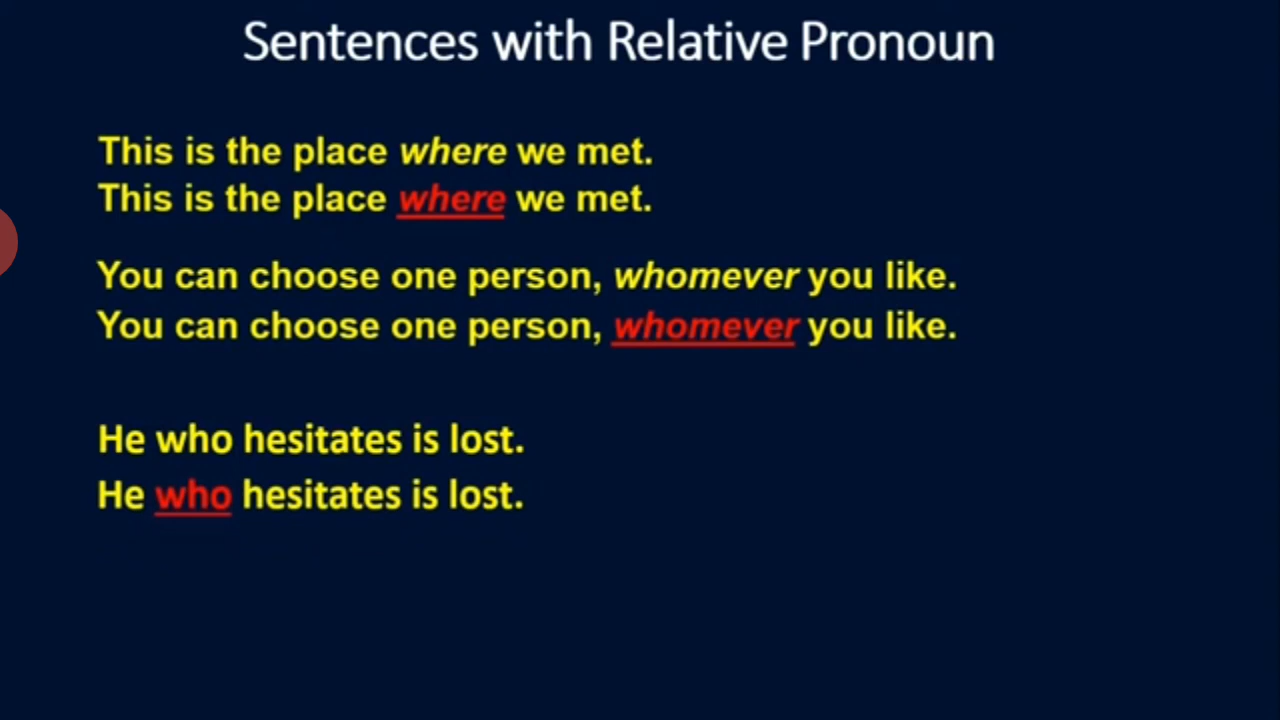 Sentences with Relative Pronoun
This is the place where we met.
This is the place where we met.
You can choose one person, whomever you like.
You can choose one person, whomever you like.
He who hesitates is lost.
He who hesitates is lost.